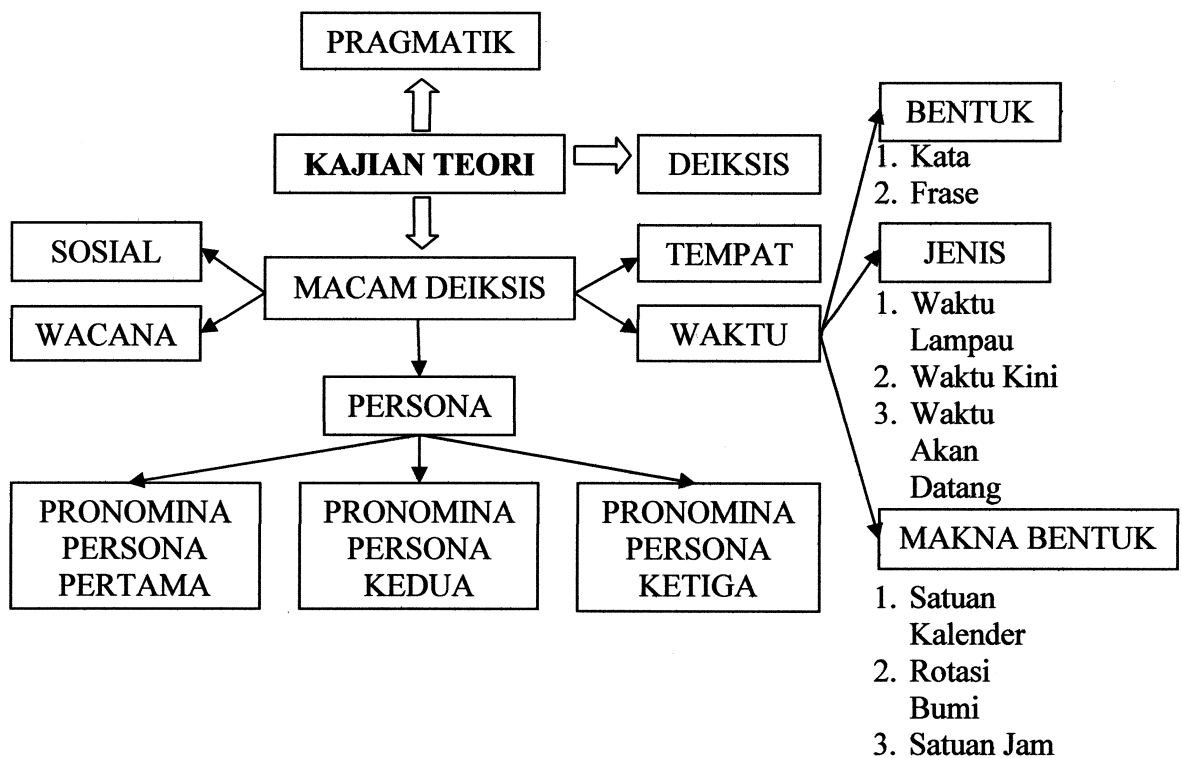 PRAGMATIK
KAJIAN TEORI
DEIKSIS
MACAM DEIKSIS
SOSIAL
WACANA
TEMPAT
WAKTU
PERSONA
PRONOMINA
PERSONA
PERTAMA
PRONOMINA
PERSONA
KEDUA
PRONOMINA
PERSONA
KETIGA
BENTUK
1. Kata
2. Frase
JENIS
1. Waktu
Lampau
2. Waktu Kini
3. Waktu
Akan
Datang
MAKNA BENTUK
1. Satuan
Kalender
2. Rotasi
Bumi
3. Satuan Jam